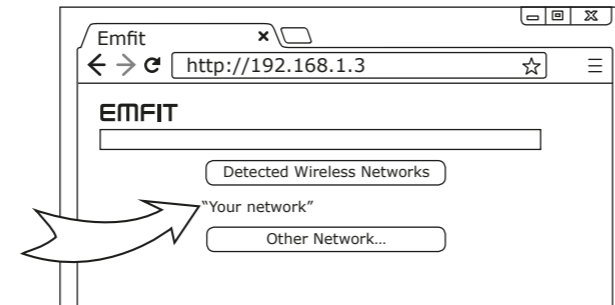 Emfit
http://192.168.1.3
EMFIT
Detected Wireless Networks
“Your network”
Other Network...